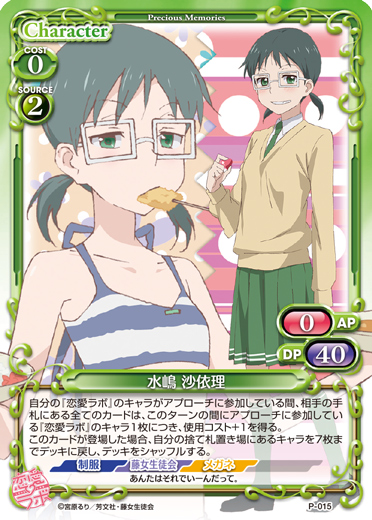 Precious Memories
Character
COST
0
SOURCE
2
0 AP
DP 40
水嶋 沙依理
自分の『恋愛ラボ』のキャラがアプローチに参加している間、相手の手
札にある全てのカードは、このターンの間にアプローチに参加してい
る『恋愛ラボ』のキャラ1枚につき、使用コスト+1を得る。
このカードが登場した場合、自分の捨て札置き場にあるキャラを7枚ま
でデッキに戻し、デッキをシャッフルする。
制服 藤女生徒会 メガネ
あんたはそれでいーんだって。
恋愛
ラボ
©宮原るり/芳文社・藤女生徒会
P-015